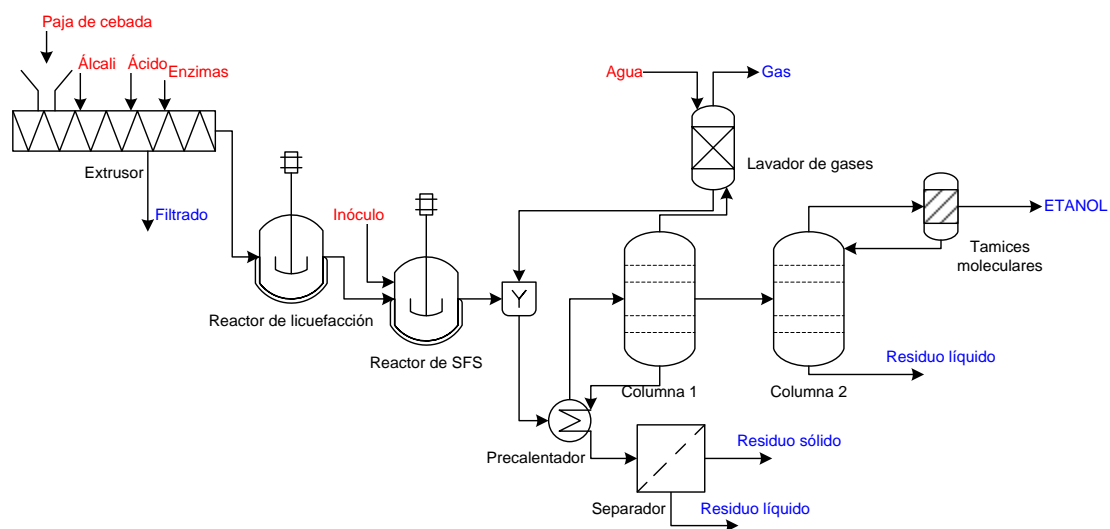 Paja de cebada
Álcali
Ácido
Enzimas
Extrusor
Filtrado
Agua
Gas
Lavador de gases
Inóculo
ETANOL
Tamices
moleculares
Reactor de licuefacción
Reactor de SFS
Y
Columna 1
Columna 2
Residuo líquido
Precalentador
Residuo sólido
Separador
Residuo líquido